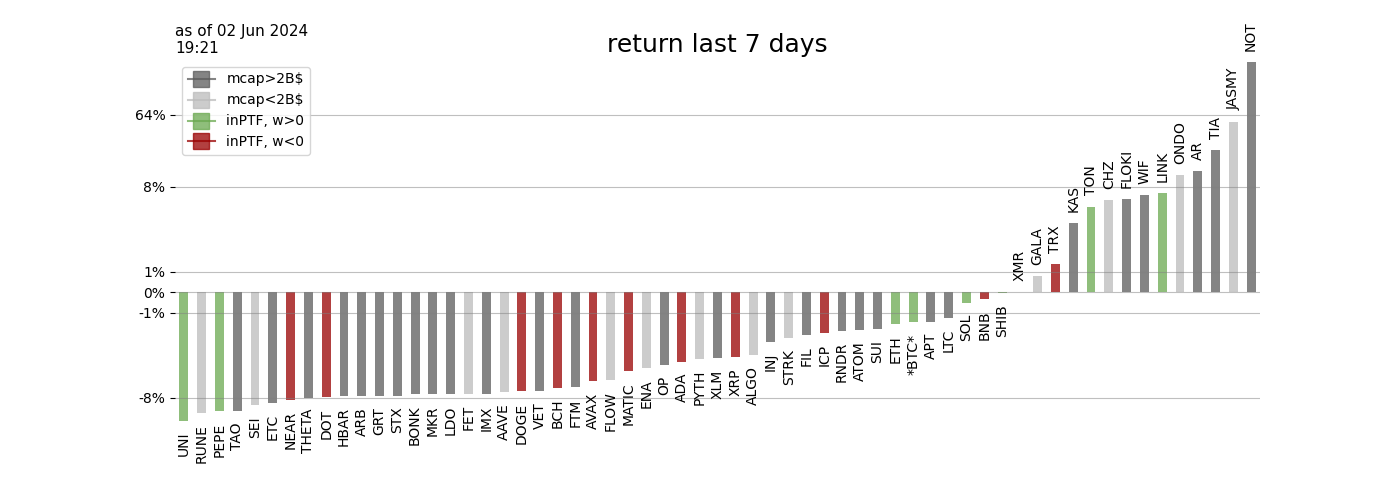 as of 02 Jun 2024
19:21
return last 7 days
mcap>2B$
mcap<2B$
inPTF, w>0
inPTF, w<0
64%
8%
1%
0%
-1%
-8%
UNI
RUNE
PEPE
TAO
SEI
ETC
NEAR
THETA
DOT
HBAR
ARB
GRT
STX
BONK
MKR
LDO
FET
IMX
AAVE
DOGE
VET
BCH
FTM
AVAX
FLOW
MATIC
ENA
OP
ADA
PYTH
XLM
XRP
ALGO
INJ
STRK
FIL
ICP
RNDR
ATOM
SUI
ETH
*BTC*
APT
LTC
SOL
BNB
SHIB
XMR
GALA
TRX
KAS
TON
CHZ
FLOKI
WIF
LINK
ONDO
AR
TIA
JASMY
NOT